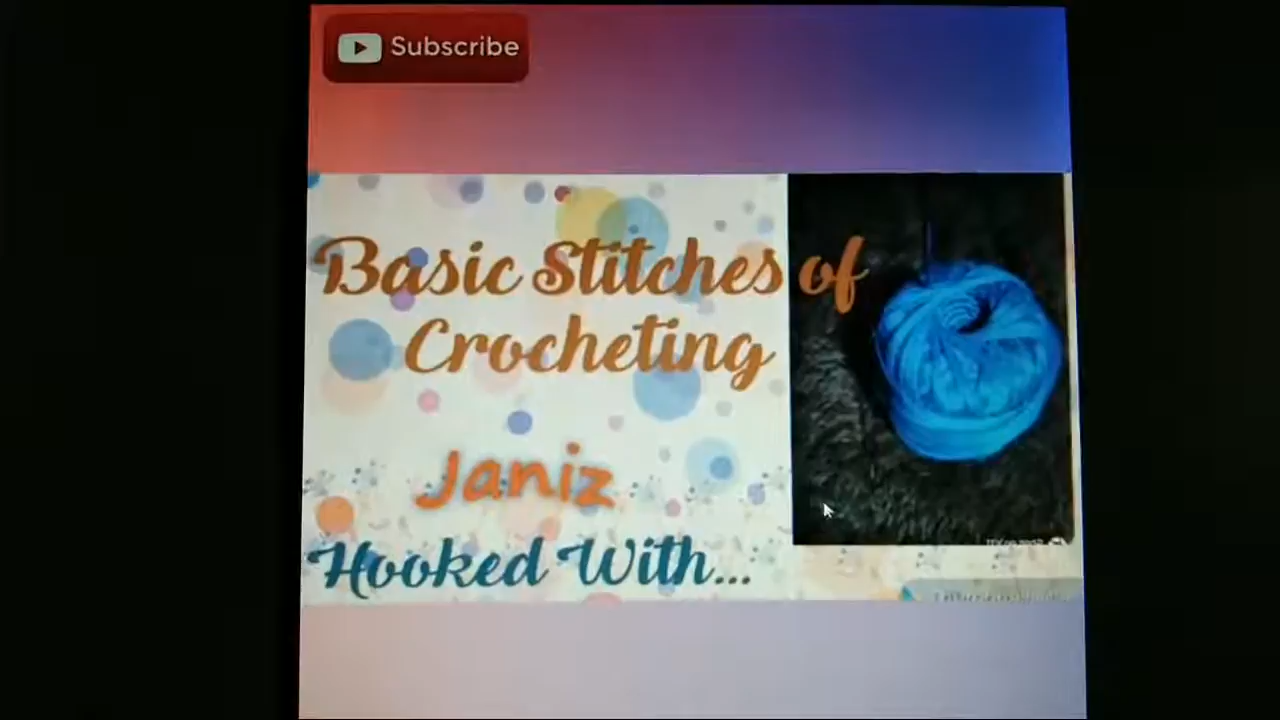 Subscribe
Basic Stitches of
Crocheting
Janiz
Hooked With...